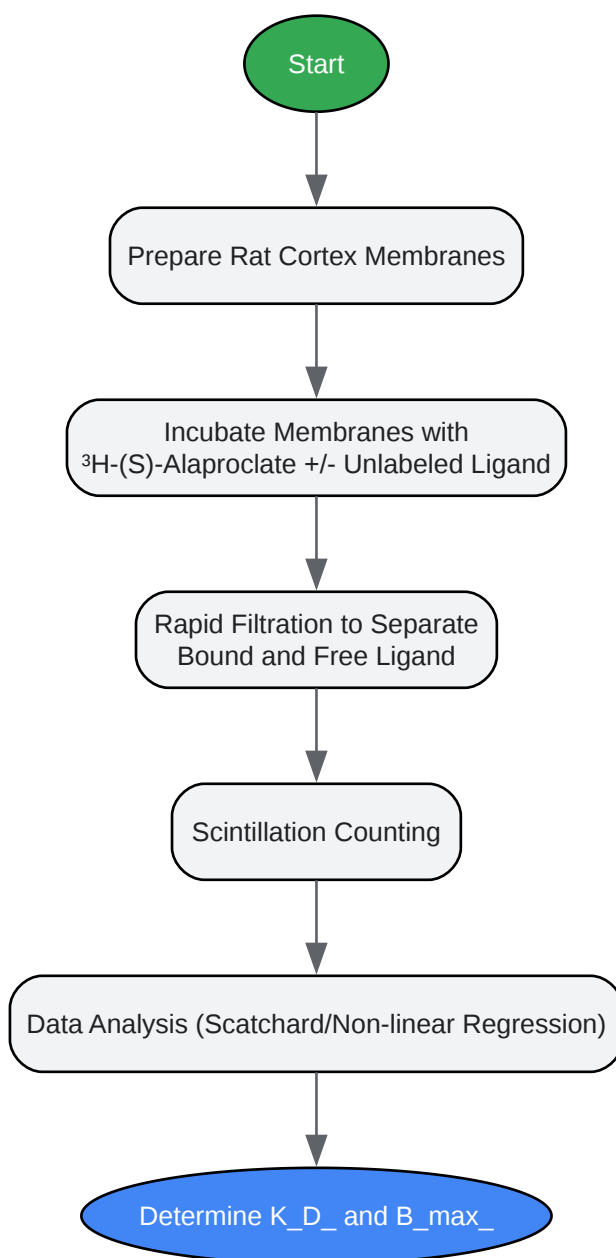 Start
Prepare Rat Cortex Membranes
Incubate Membranes with
³H-(S)-Alaproclate +/- Unlabeled Ligand
Rapid Filtration to Separate
Bound and Free Ligand
Scintillation Counting
Data Analysis (Scatchard/Non-linear Regression)
Determine K_D_ and B_max_